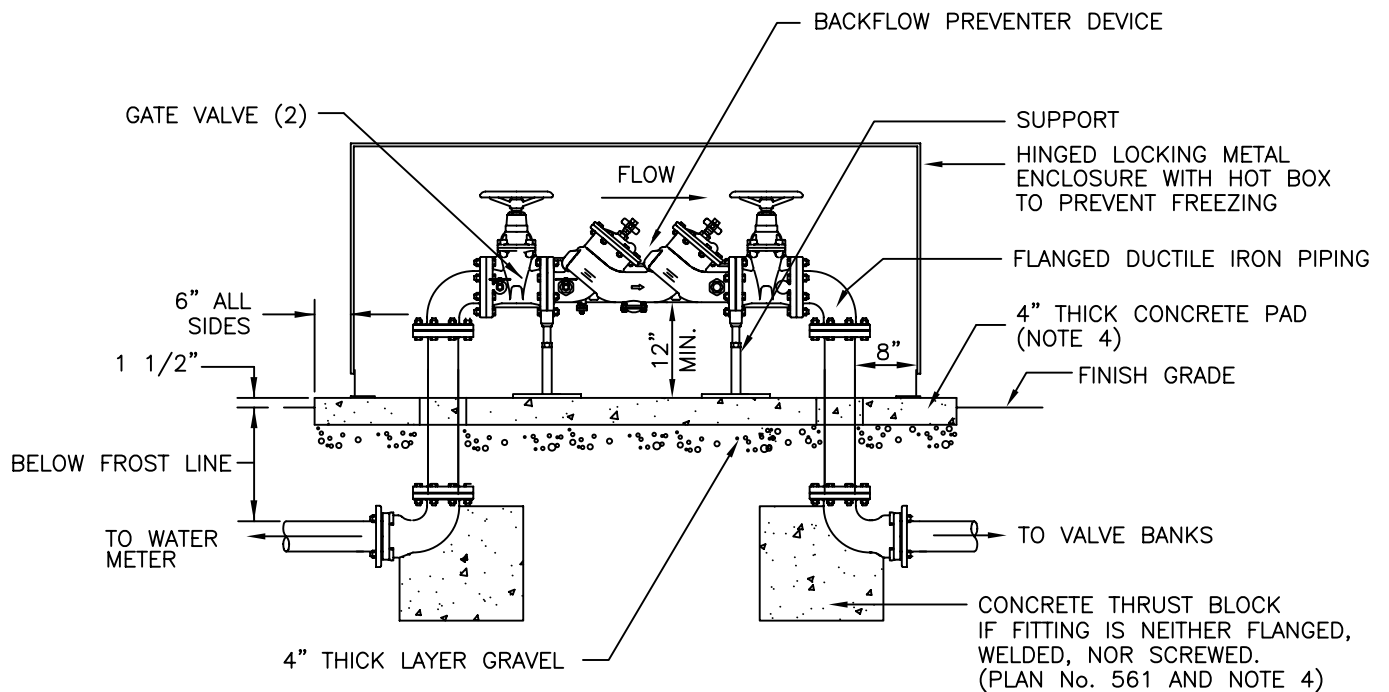 BACKFLOW PREVENTER DEVICE
GATE VALVE (2)
SUPPORT
HINGED LOCKING METAL
ENCLOSURE WITH HOT BOX
TO PREVENT FREEZING
FLOW
FLANGED DUCTILE IRON PIPING
6” ALL
SIDES
4” THICK CONCRETE PAD
(NOTE 4)
12”
MIN.
8”
1 1/2”
FINISH GRADE
BELOW FROST LINE
TO WATER
METER
TO VALVE BANKS
CONCRETE THRUST BLOCK
IF FITTING IS NEITHER FLANGED,
WELDED, NOR SCREWED.
(PLAN No. 561 AND NOTE 4)
4” THICK LAYER GRAVEL